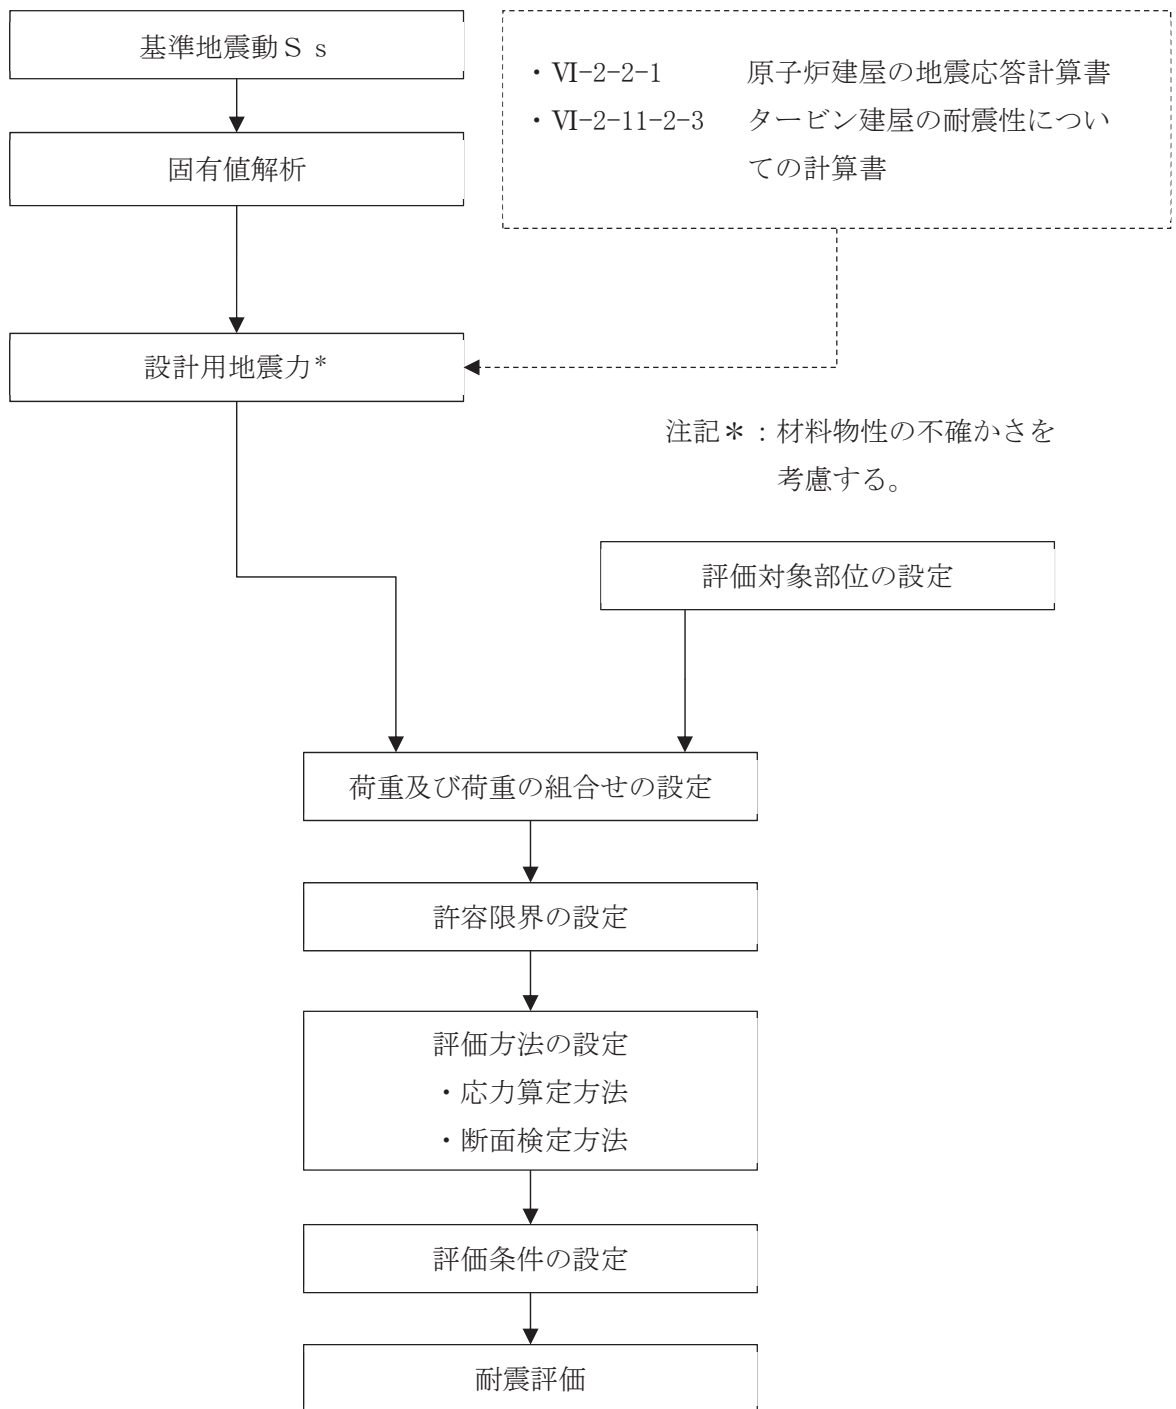 基準地震動Ｓｓ
・Ⅵ-2-2-1 原子炉建屋の地震応答計算書
・Ⅵ-2-11-2-3 タービン建屋の耐震性につい
ての計算書
固有値解析
設計用地震力*
注記＊：材料物性の不確かさを
考慮する。
評価対象部位の設定
荷重及び荷重の組合せの設定
許容限界の設定
評価方法の設定
・応力算定方法
・断面検定方法
評価条件の設定
耐震評価